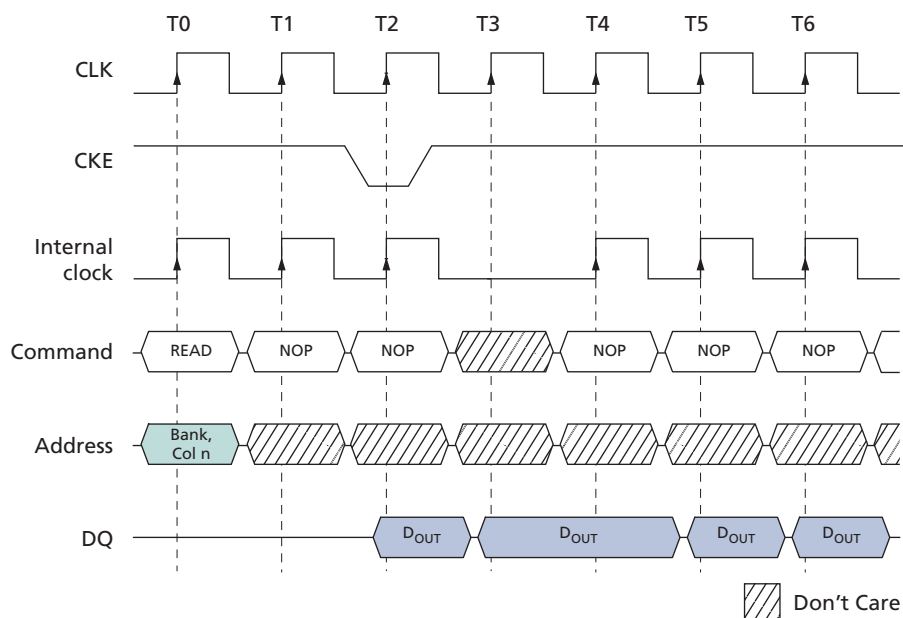 T0 T1 T2 T3 T4 T5 T6
CLK
CKE
Internal
clock
Command READ NOP NOP NOP NOP NOP
Address Bank,
Col n
DQ DOUT DOUT DOUT DOUT
Don't Care